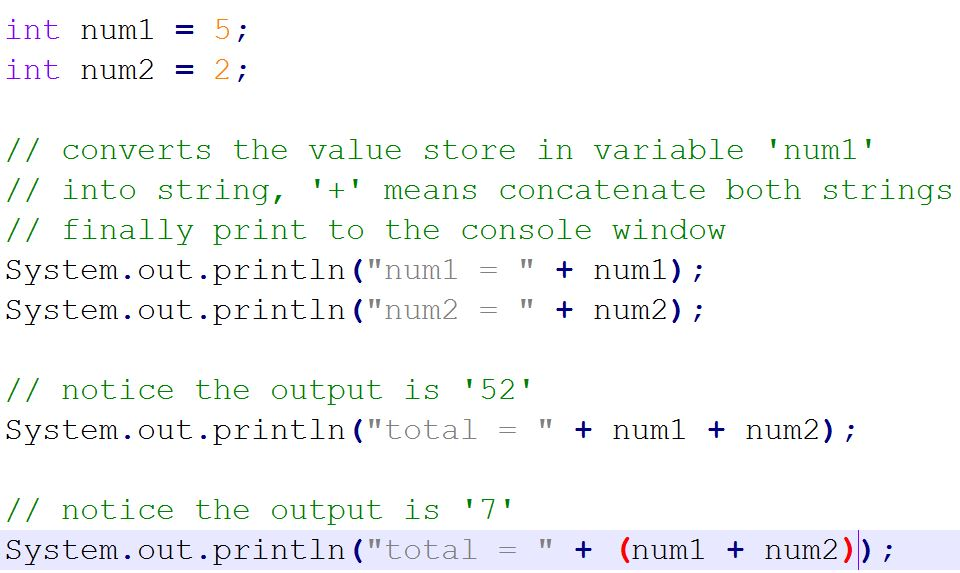 int num1 = 5;
int num2 = 2;
// converts the value store in variable 'num1'
// into string, '+' means concatenate both strings
// finally print to the console window
System.out.println("num1 = " + num1);
System.out.println("num2 = " + num2);
// notice the output is '52'
System.out.println("total = " + num1 + num2);
// notice the output is '7'
System.out.println("total = " + (num1 + num2));